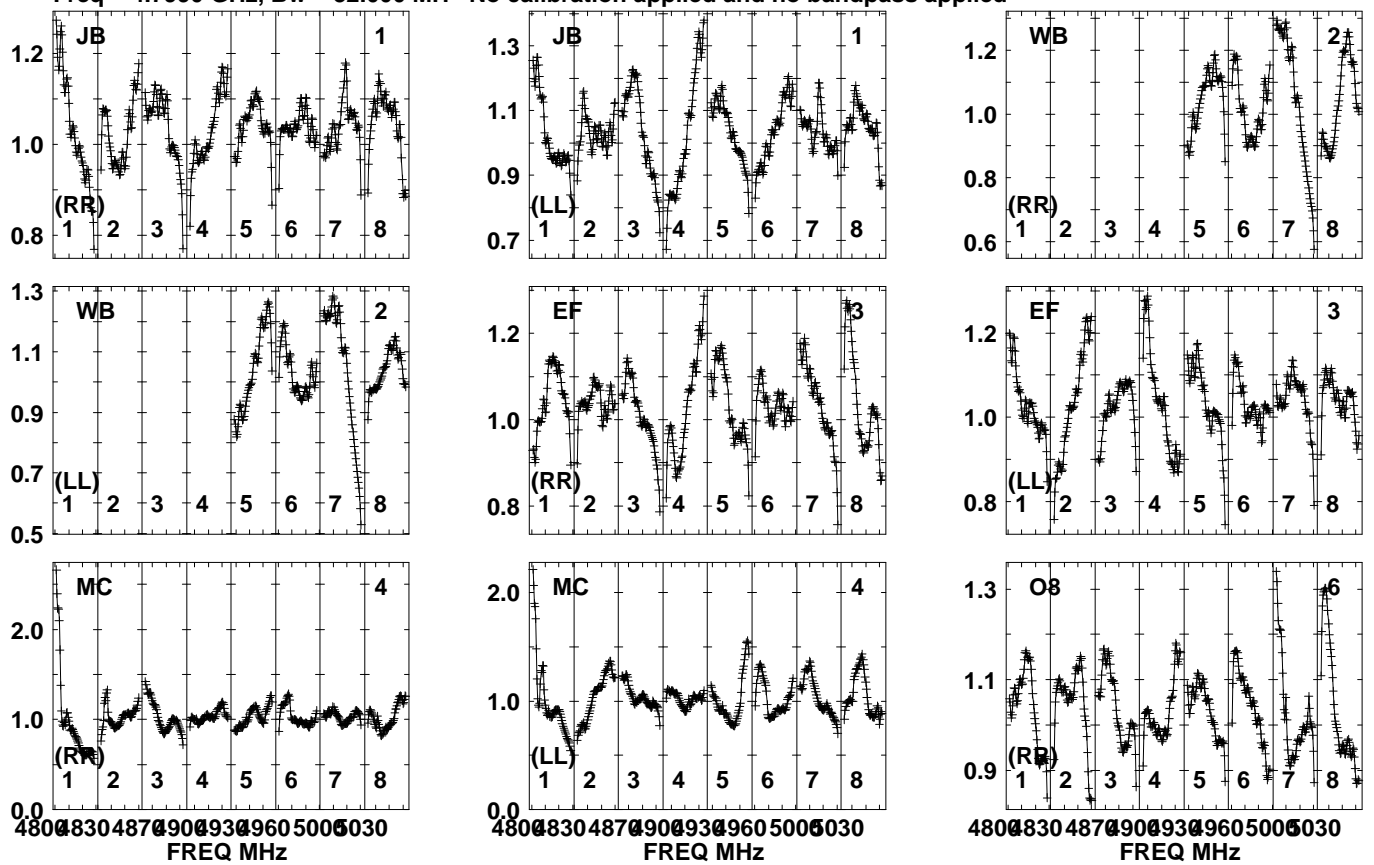 Freq = GHz, Bw = 32.000 MH No calibration applied and no bandpass applied
JB 1
1.2
1.0
0.8
(RR)
1 2 3 4 5 6 7 8
JB 1
1.3
1.1
0.9
0.7
(LL)
1 2 3 4 5 6 7 8
WB 2
1.2
1.0
0.8
0.6
(RR)
1 2 3 4 5 6 7 8
WB 2
1.3
1.1
0.9
0.7
0.5
(LL)
1 2 3 4 5 6 7 8
EF 3
1.2
1.0
0.8
(RR)
1 2 3 4 5 6 7 8
EF 3
1.2
1.0
0.8
(LL)
1 2 3 4 5 6 7 8
MC 4
2.0
1.0
0.0
(RR)
1 2 3 4 5 6 7 8
4800 4830 4870 4900 4930 4960 5000 5030
FREQ MHz
MC 4
2.0
1.0
0.0
(LL)
1 2 3 4 5 6 7 8
4800 4830 4870 4900 4930 4960 5000 5030
FREQ MHz
O8 6
1.3
1.1
0.9
(RR)
1 2 3 4 5 6 7 8
4800 4830 4870 4900 4930 4960 5000 5030
FREQ MHz